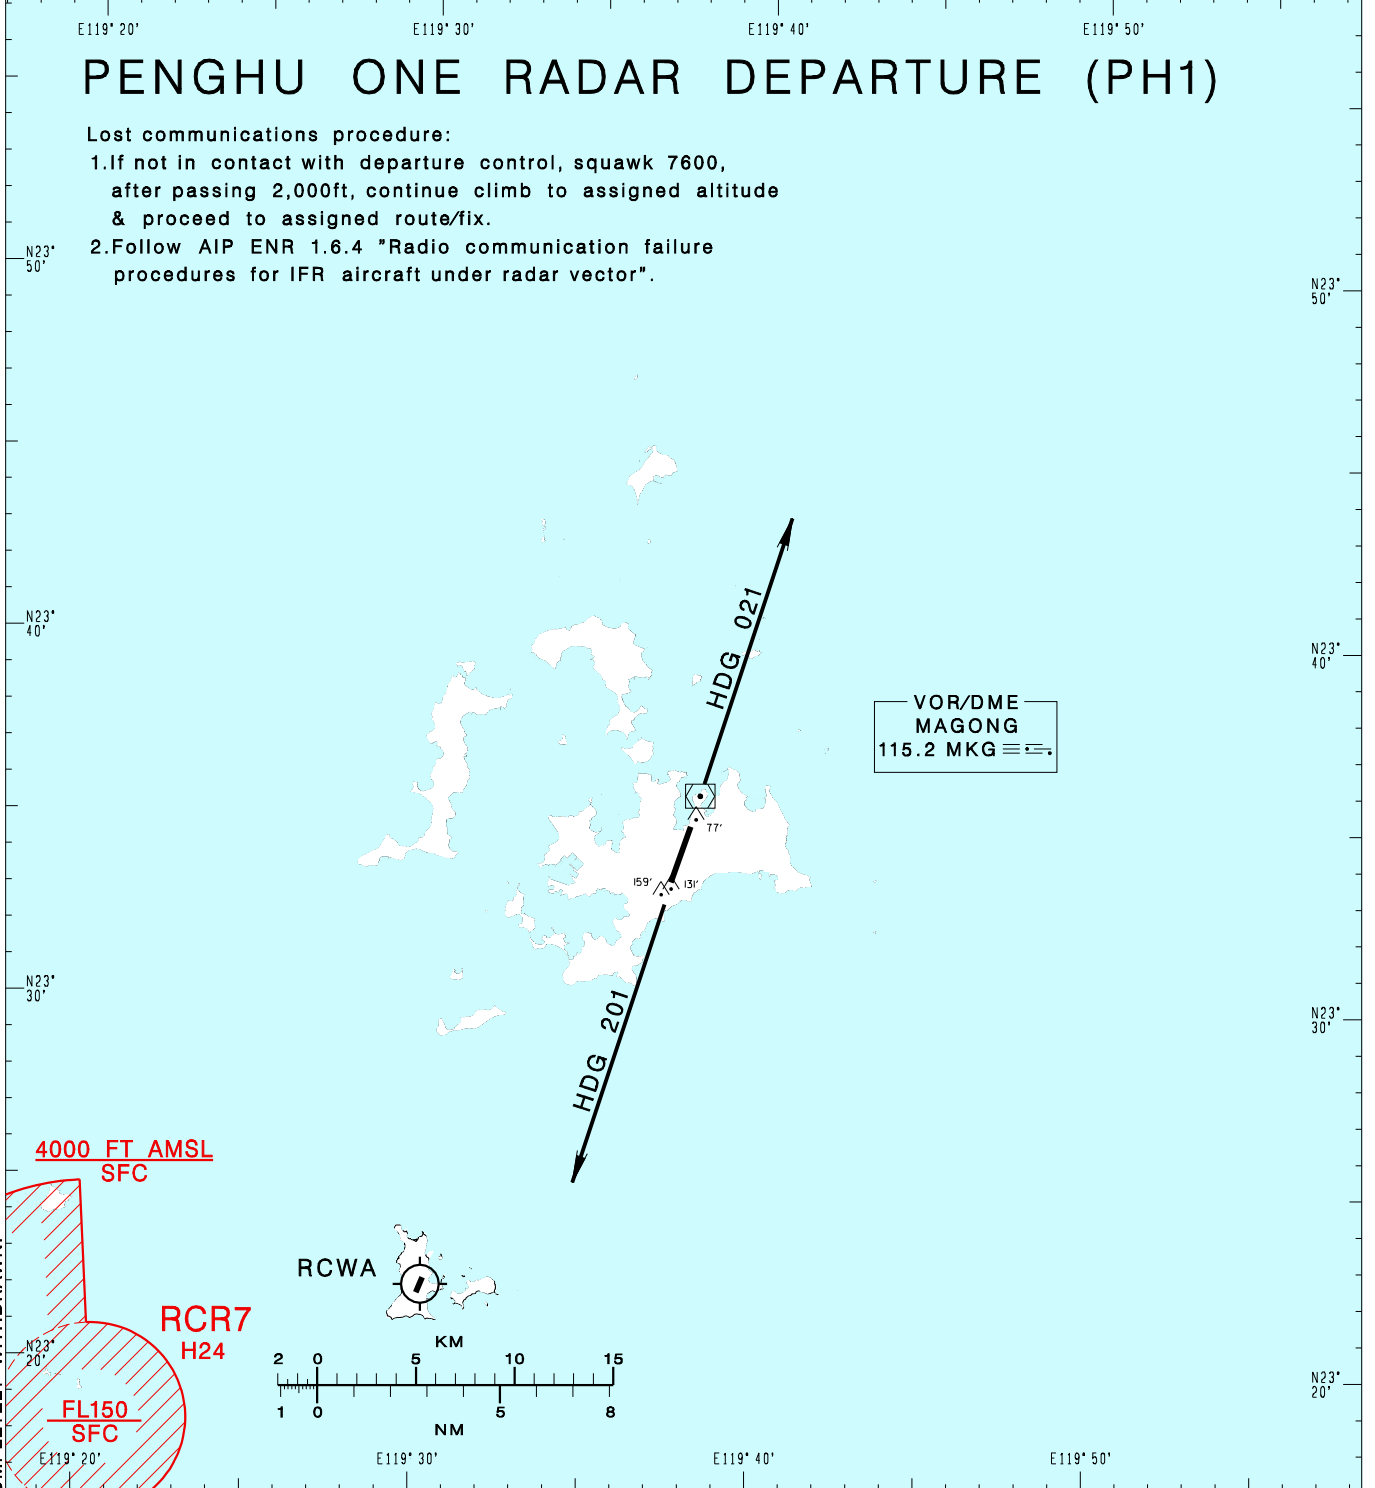 E119° 20' E119° 30' E119° 40' E119° 50'
PENGHU ONE RADAR DEPARTURE (PH1)
Lost communications procedure:
1.If not in contact with departure control, squawk 7600,
after passing 2,000ft, continue climb to assigned altitude
& proceed to assigned route/fix.
2.Follow AIP ENR 1.6.4 "Radio communication failure
procedures for IFR aircraft under radar vector".
N23°
50'
N23°
50'
HDG 021
N23°
40'
N23°
40'
VOR/DME
MAGONG
115.2 MKG
77'
159' 131'
N23°
30'
N23°
30'
HDG 201
4000 FT AMSL
SFC
RCWA
RCR7
H24
N23°
20'
KM
2 0 5 10 15
1 0 5 8
NM
N23°
20'
FL150
SFC
E119° 20' E119° 30' E119° 40' E119° 50'